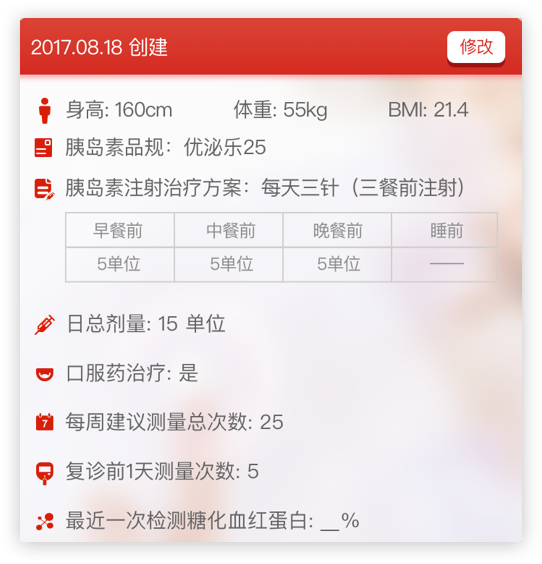 2017.08.18 创建 修改
身高: 160cm 体重: 55kg BMI: 21.4
胰岛素品规：优泌乐25
胰岛素注射治疗方案：每天三针（三餐前注射）
早餐前 中餐前 晚餐前 睡前
5单位 5单位 5单位 ——
日总剂量: 15 单位
口服药治疗: 是
7
每周建议测量总次数: 25
复诊前1天测量次数: 5
最近一次检测糖化血红蛋白: __%